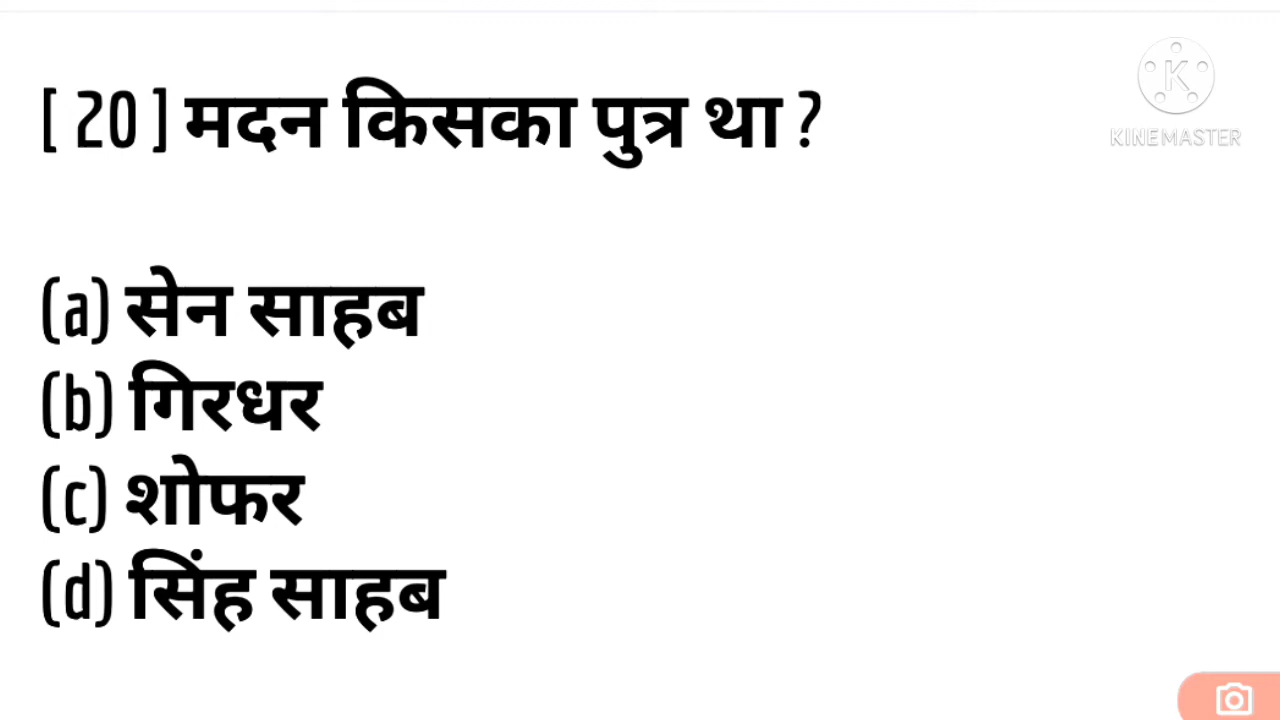 [ 20 ] मदन किसका पुत्र था ?
KINEMASTER
(a) सेन साहब
(b) गिरधर
(c) शोफर
(d) सिंह साहब